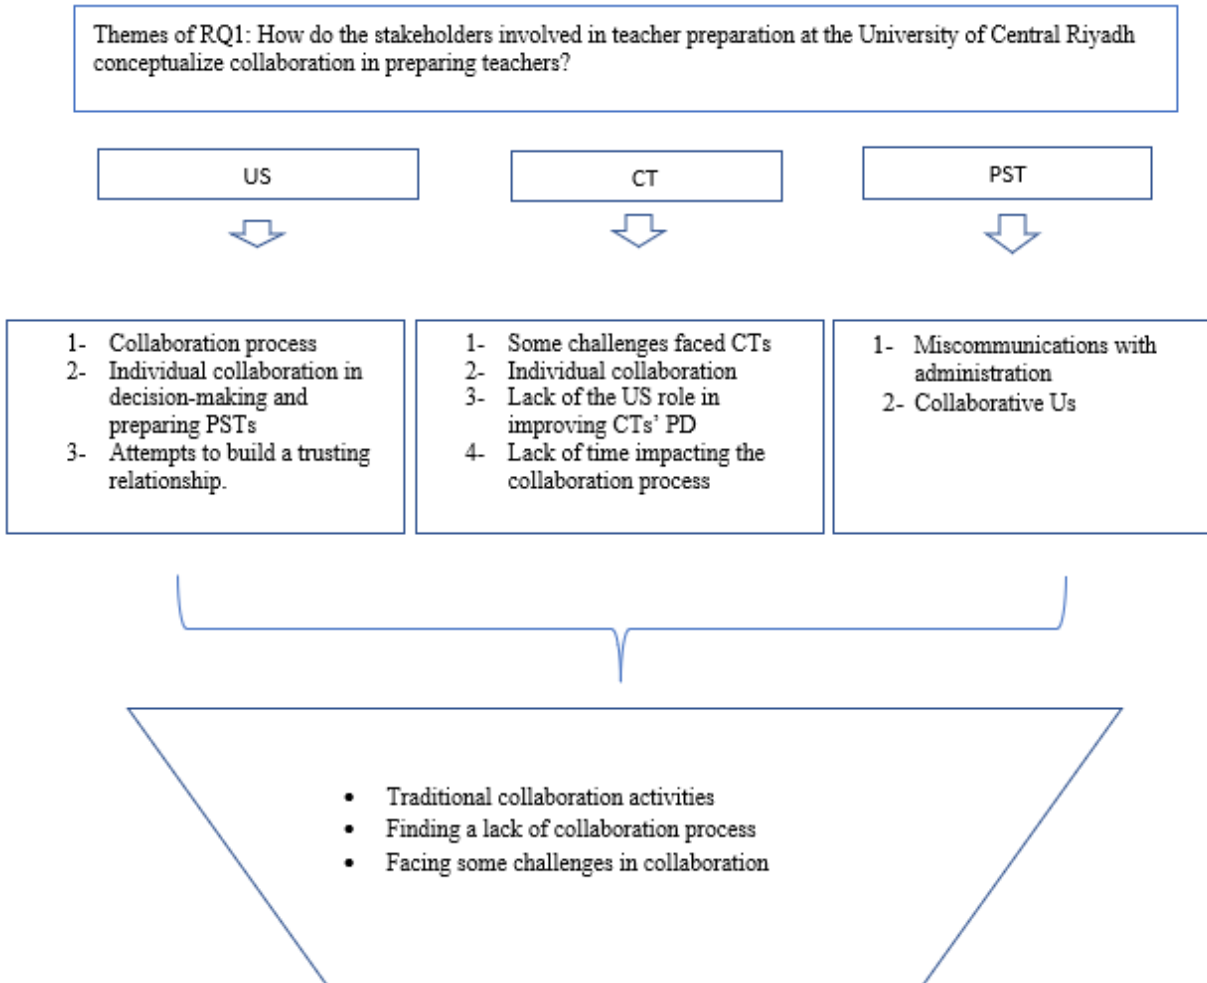 Themes of RQ1: How do the stakeholders involved in teacher preparation at the University of Central Riyadh
conceptualize collaboration in preparing teachers?
US
CT
PST
1- Collaboration process
2- Individual collaboration in
decision-making and
preparing PSTs
3- Attempts to build a trusting
relationship.
1- Some challenges faced CTs
2- Individual collaboration
3- Lack of the US role in
improving CTs’ PD
4- Lack of time impacting the
collaboration process
1- Miscommunications with
administration
2- Collaborative Us
• Traditional collaboration activities
• Finding a lack of collaboration process
• Facing some challenges in collaboration